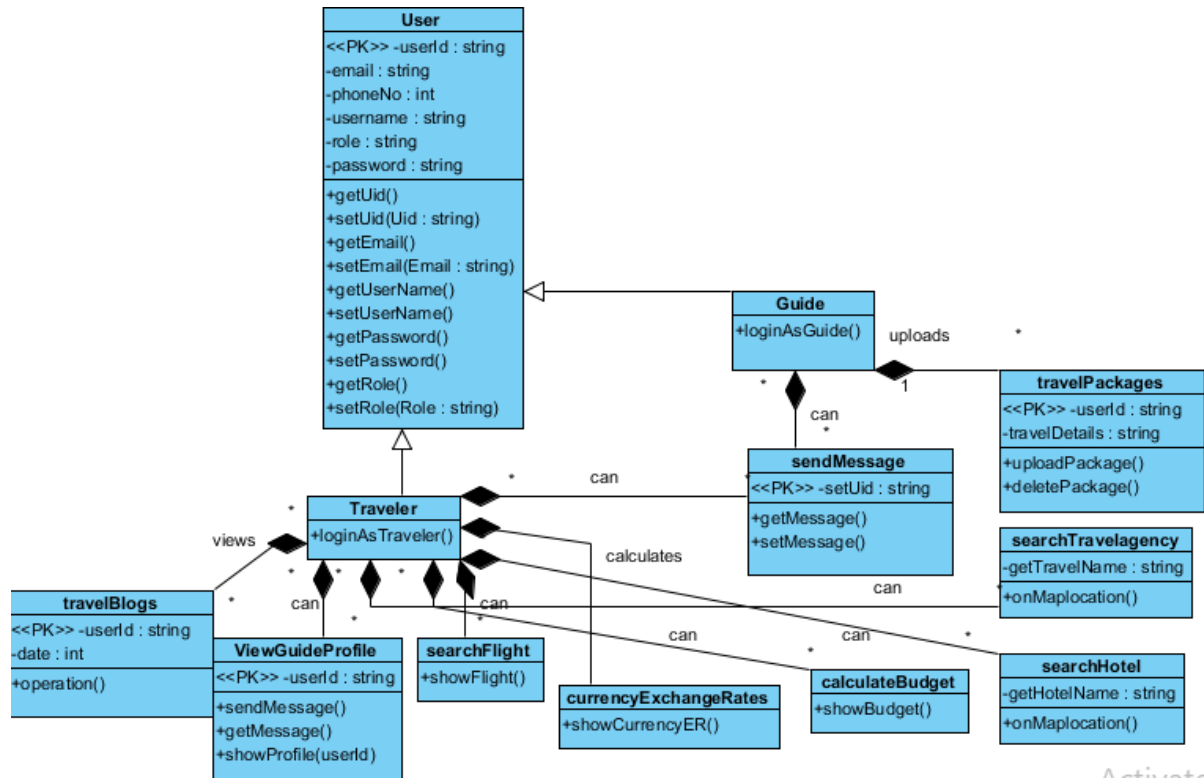 User
<<PK>> -userId : string
-email : string
-phoneNo : int
-username : string
-role : string
-password : string
+getUid()
+setUid(Uid : string)
+getEmail()
+setEmail(Email : string)
+getUserName()
+setUserName()
+getPassword()
+setPassword()
+getRole()
+setRole(Role : string)
Guide
+loginAsGuide()
uploads
*
1
travelPackages
<<PK>> -userId : string
-travelDetails : string
+uploadPackage()
+deletePackage()
*
can
*
sendMessage
<<PK>> -setUid : string
+getMessage()
+setMessage()
*
can
*
Traveler
+loginAsTraveler()
*
views
*
travelBlogs
<<PK>> -userId : string
-date : int
+operation()
*
can
*
ViewGuideProfile
<<PK>> -userId : string
+sendMessage()
+getMessage()
+showProfile(userId)
*
*
can
*
searchFlight
+showFlight()
calculates
currencyExchangeRates
+showCurrencyER()
can
*
calculateBudget
+showBudget()
can
*
searchTravelagency
-getTravelName : string
+onMaplocation()
can
*
searchHotel
-getHotelName : string
+onMaplocation()